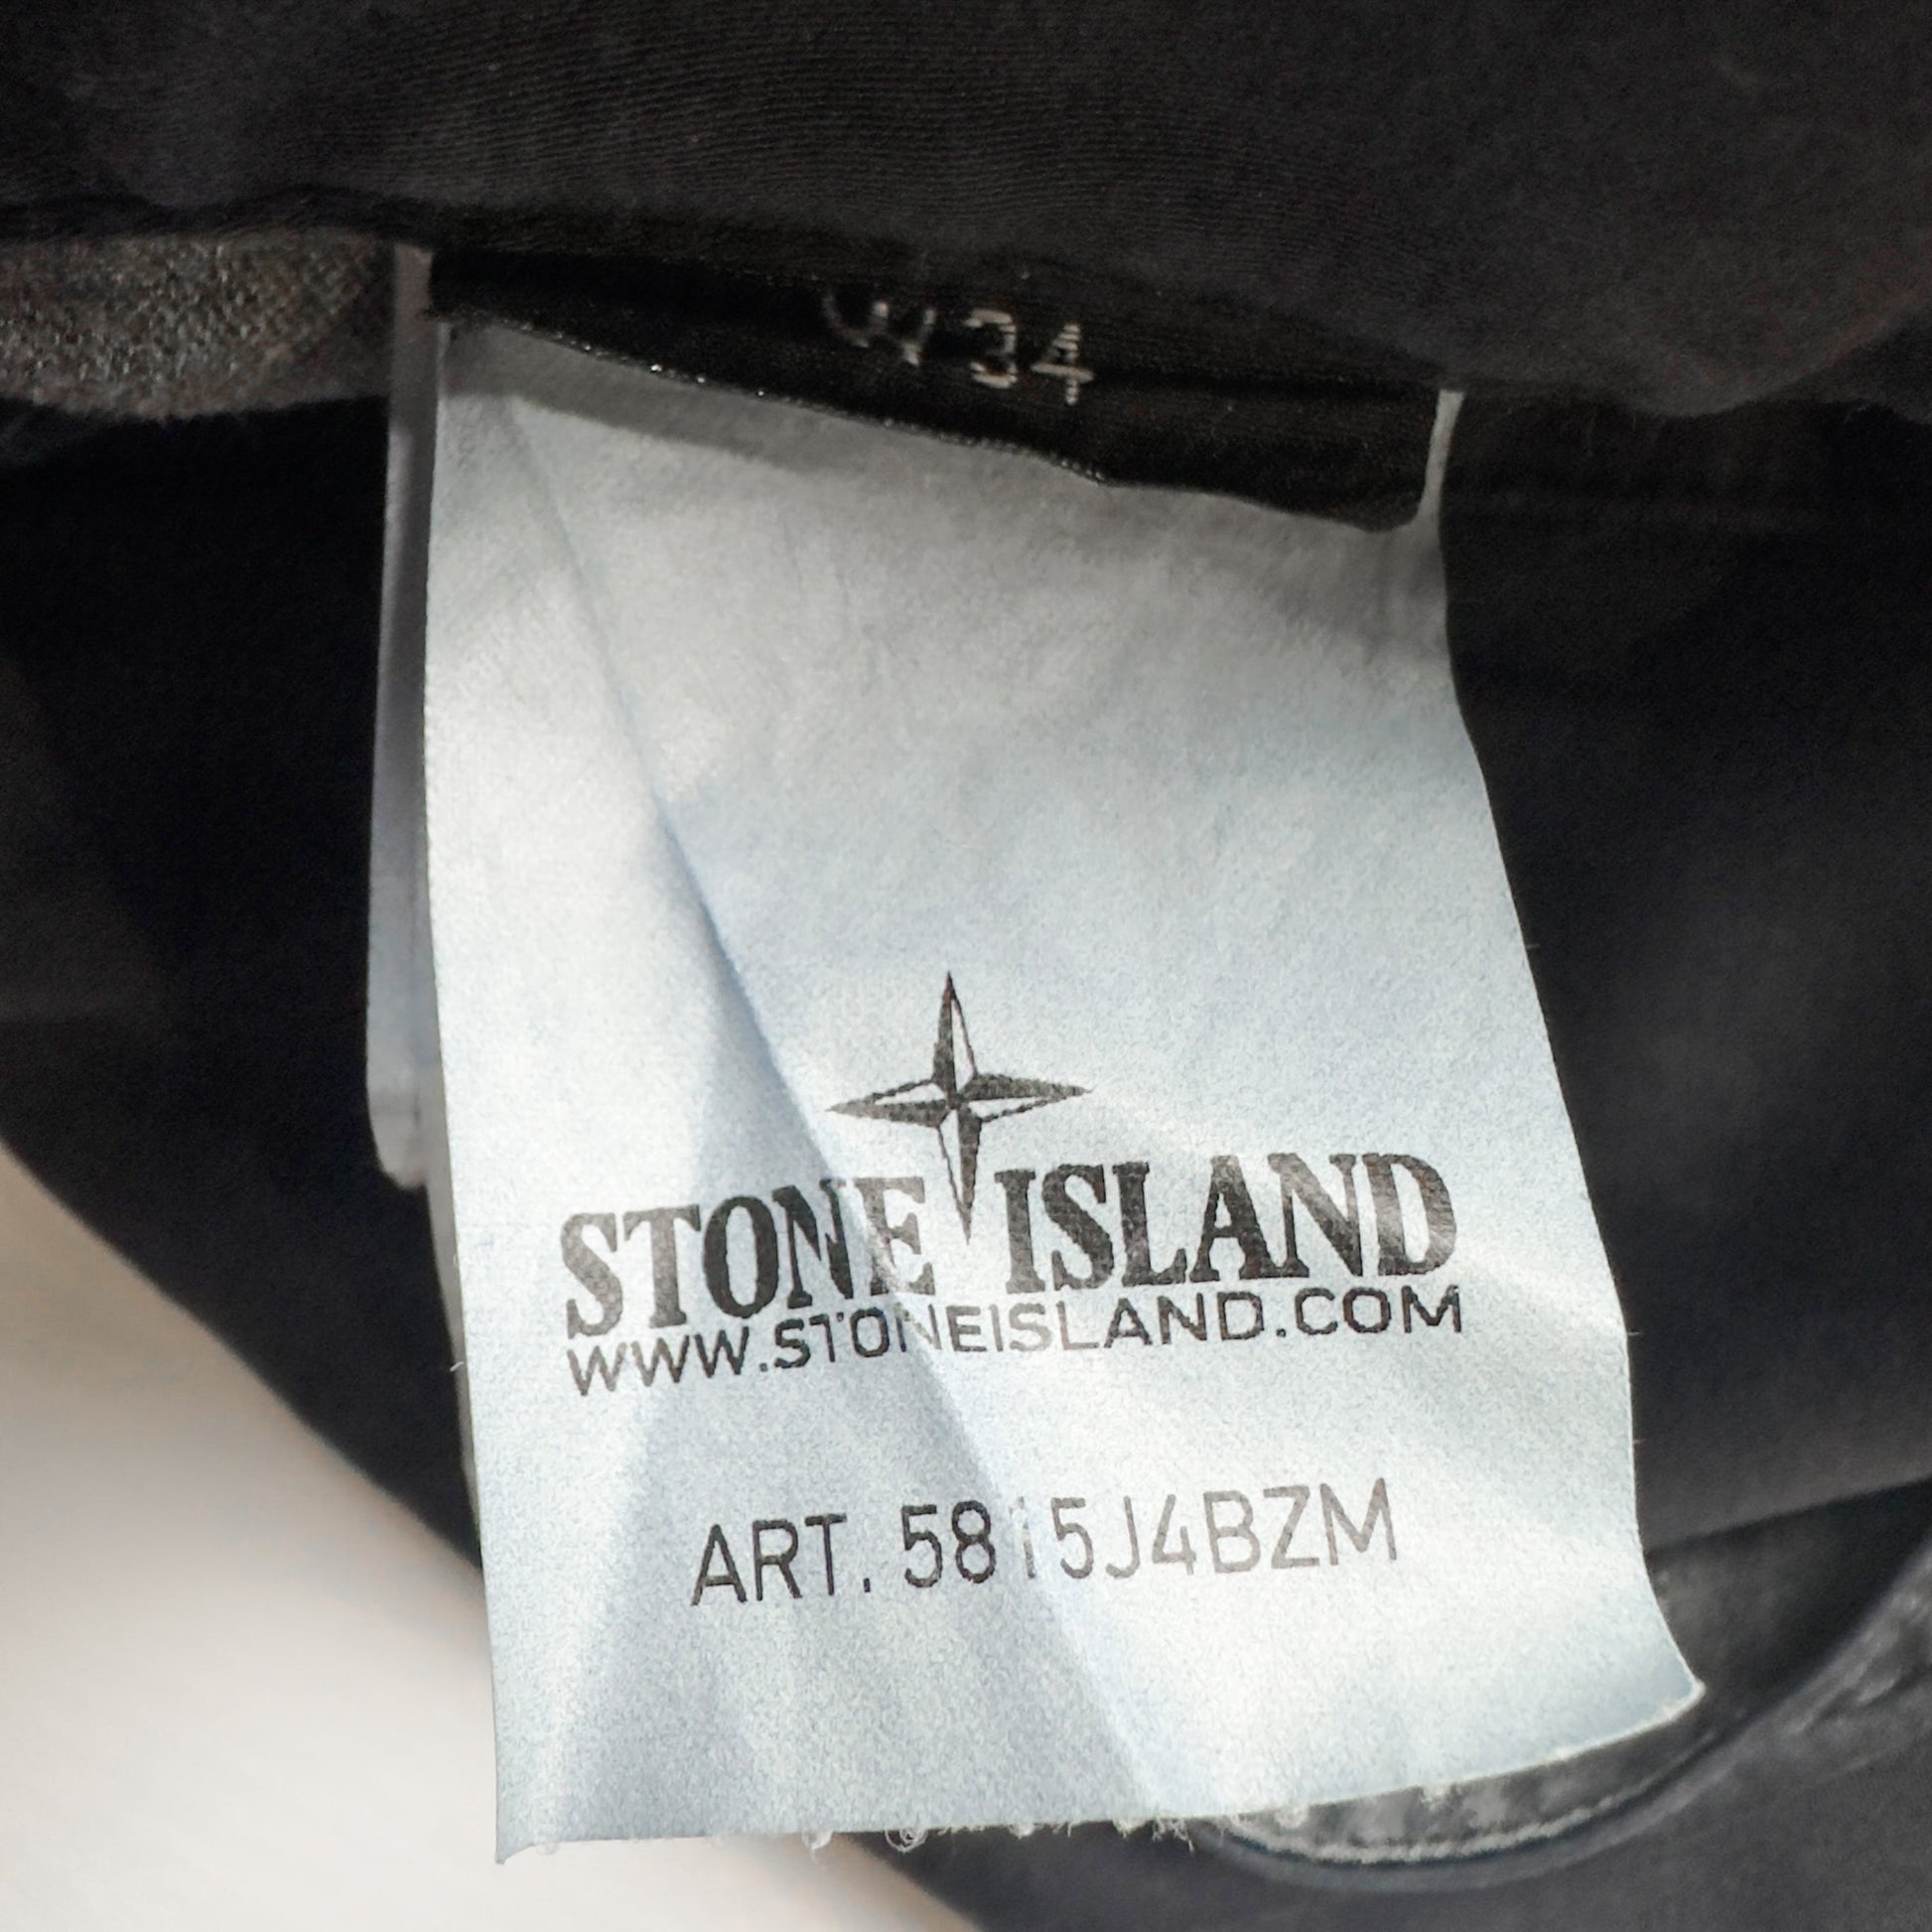 W34
STONE ISLAND
WWW.STONEISLAND.COM
ART. 5815J4BZM